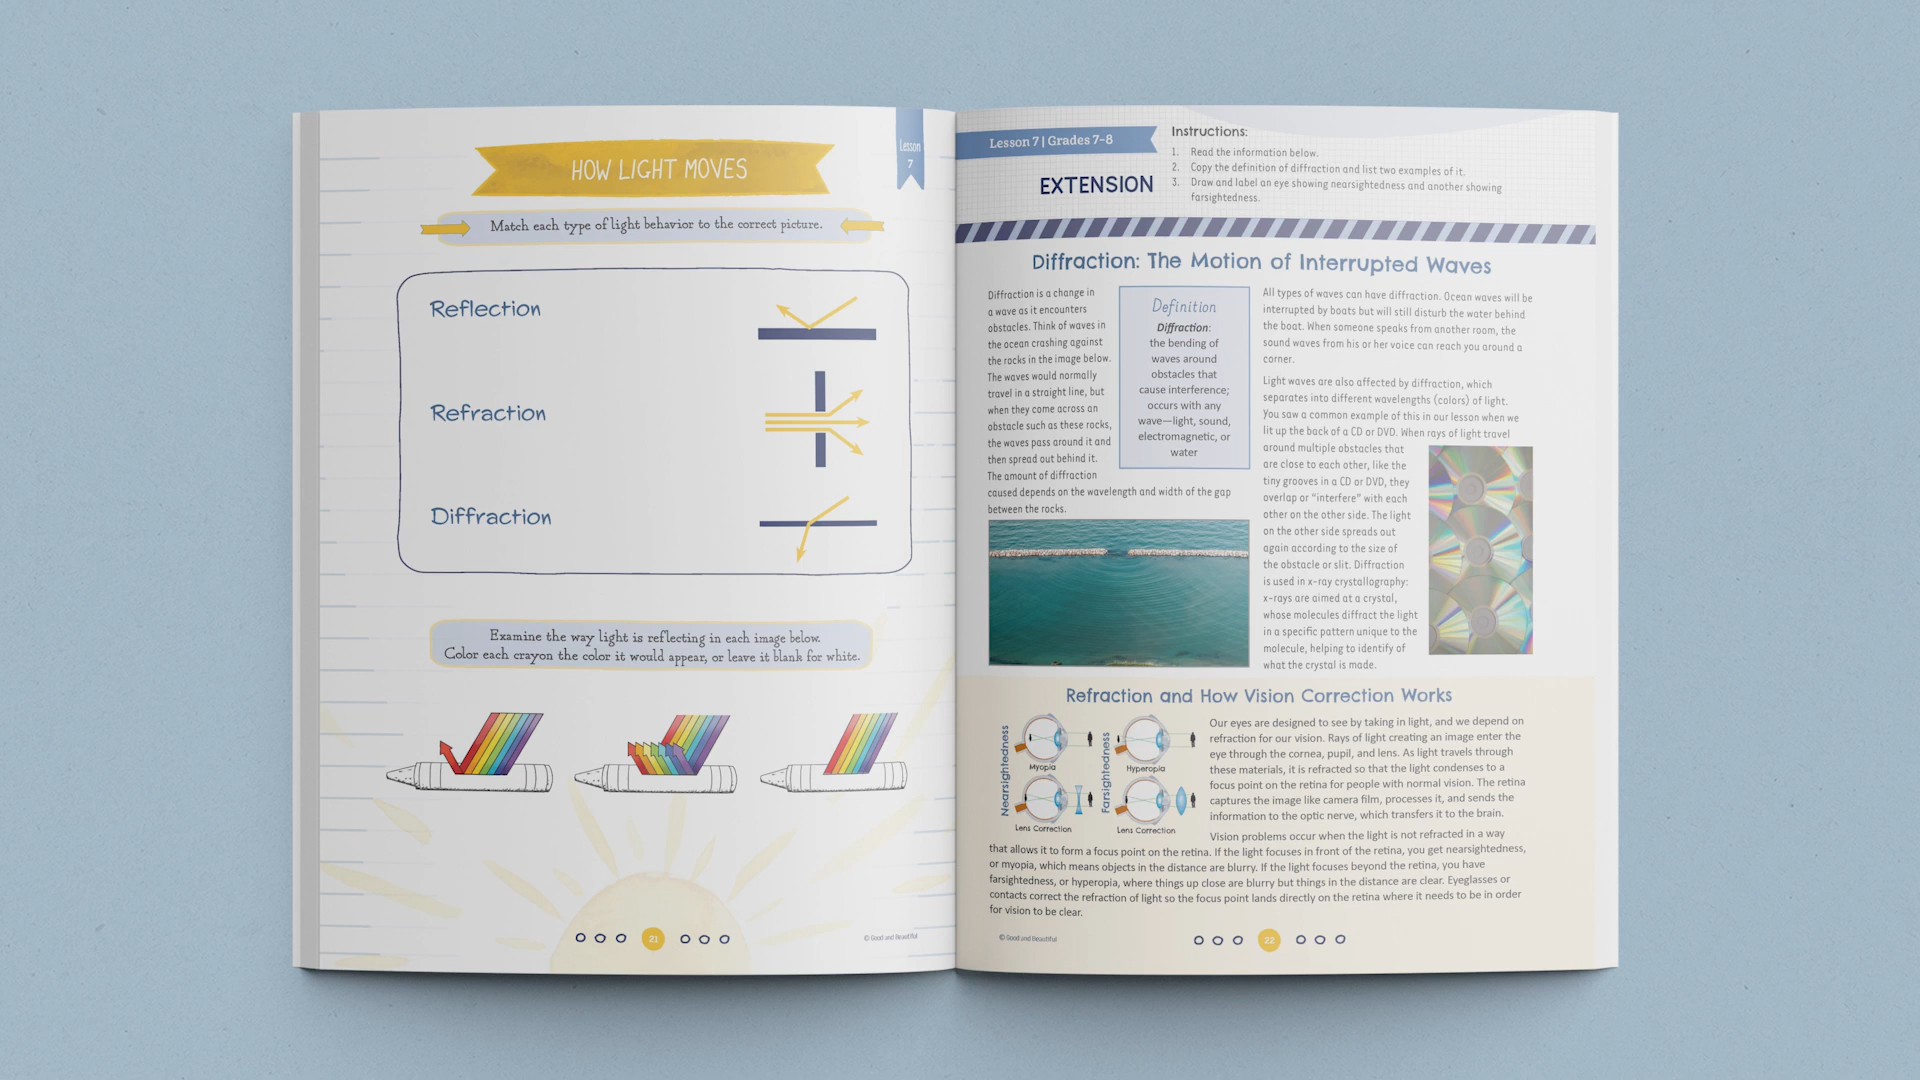 Lesson
7
HOW LIGHT MOVES
Match each type of light behavior to the correct picture.
Reflection
Refraction
Diffraction
Examine the way light is reflecting in each image below.
Color each crayon the color it would appear, or leave it blank for white.
21
© Good and Beautiful
Lesson 7 | Grades 7-8
EXTENSION
Instructions:
1. Read the information below.
2. Copy the definition of diffraction and list two examples of it.
3. Draw and label an eye showing nearsightedness and another showing
farsightedness.
Diffraction: The Motion of Interrupted Waves
Diffraction is a change in
a wave as it encounters
obstacles. Think of waves in
the ocean crashing against
the rocks in the image below.
The waves would normally
travel in a straight line, but
when they come across an
obstacle such as these rocks,
the waves pass around it and
then spread out behind it.
The amount of diffraction
caused depends on the wavelength and width of the gap
between the rocks.
Definition
Diffraction:
the bending of
waves around
obstacles that
cause interference;
occurs with any
wave—light, sound,
electromagnetic, or
water
All types of waves can have diffraction. Ocean waves will be
interrupted by boats but will still disturb the water behind
the boat. When someone speaks from another room, the
sound waves from his or her voice can reach you around a
corner.
Light waves are also affected by diffraction, which
separates into different wavelengths (colors) of light.
You saw a common example of this in our lesson when we
lit up the back of a CD or DVD. When rays of light travel
around multiple obstacles that
are close to each other, like the
tiny grooves in a CD or DVD, they
overlap or “interfere” with each
other on the other side. The light
on the other side spreads out
again according to the size of
the obstacle or slit. Diffraction
is used in x-ray crystallography:
x-rays are aimed at a crystal,
whose molecules diffract the light
in a specific pattern unique to the
molecule, helping to identify of
what the crystal is made.
Refraction and How Vision Correction Works
Nearsightedness
Myopia
Lens Correction
Farsightedness
Hyperopia
Lens Correction
Our eyes are designed to see by taking in light, and we depend on
refraction for our vision. Rays of light creating an image enter the
eye through the cornea, pupil, and lens. As light travels through
these materials, it is refracted so that the light condenses to a
focus point on the retina for people with normal vision. The retina
captures the image like camera film, processes it, and sends the
information to the optic nerve, which transfers it to the brain.
Vision problems occur when the light is not refracted in a way
that allows it to form a focus point on the retina. If the light focuses in front of the retina, you get nearsightedness,
or myopia, which means objects in the distance are blurry. If the light focuses beyond the retina, you have
farsightedness, or hyperopia, where things up close are blurry but things in the distance are clear. Eyeglasses or
contacts correct the refraction of light so the focus point lands directly on the retina where it needs to be in order
for vision to be clear.
© Good and Beautiful
22